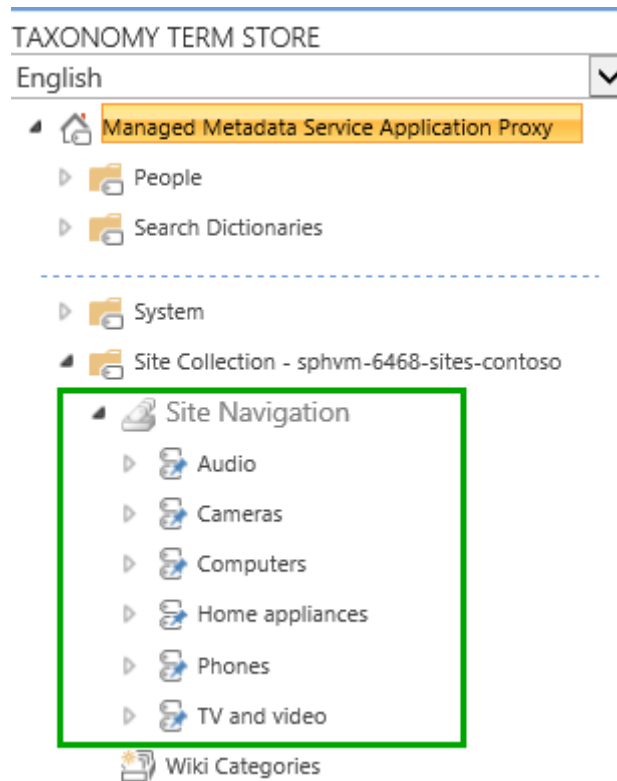 TAXONOMY TERM STORE
English
Managed Metadata Service Application Proxy
People
Search Dictionaries
System
Site Collection - sphvm-6468-sites-contoso
Site Navigation
Audio
Cameras
Computers
Home appliances
Phones
TV and video
Wiki Categories